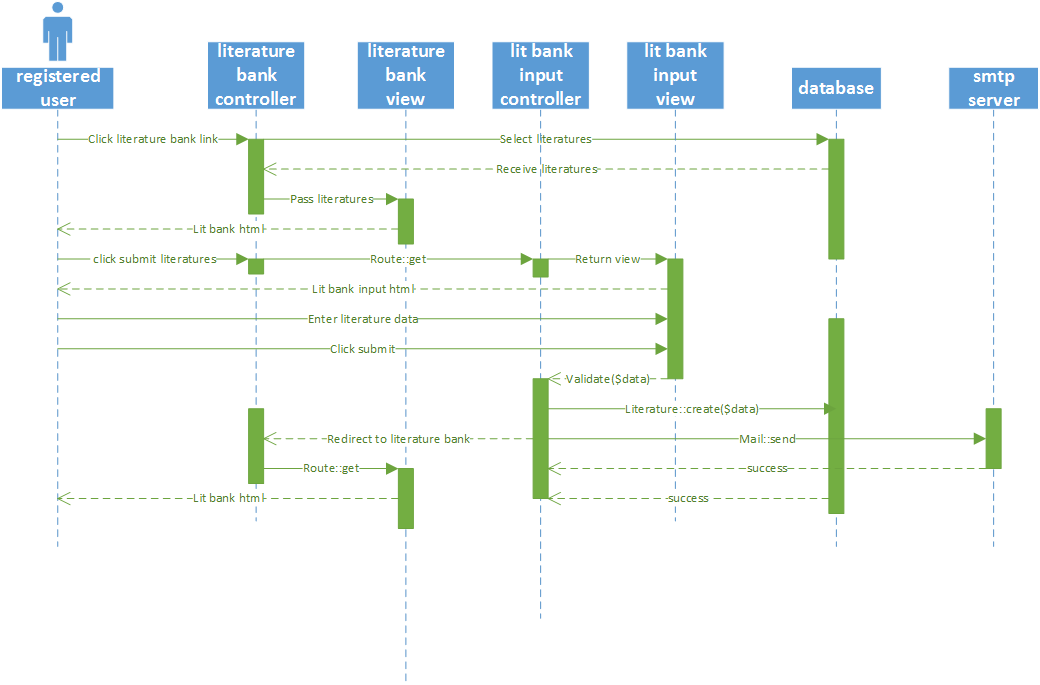 registered
user
literature
bank
controller
literature
bank
view
lit bank
input
controller
lit bank
input
view
database
smtp
server
Click literature bank link
Select literatures
Receive literatures
Pass literatures
Lit bank html
click submit literatures
Route::get
Return view
Lit bank input html
Enter literature data
Click submit
Validate($data)
Literature::create($data)
Redirect to literature bank
Mail::send
Route::get
success
Lit bank html
success